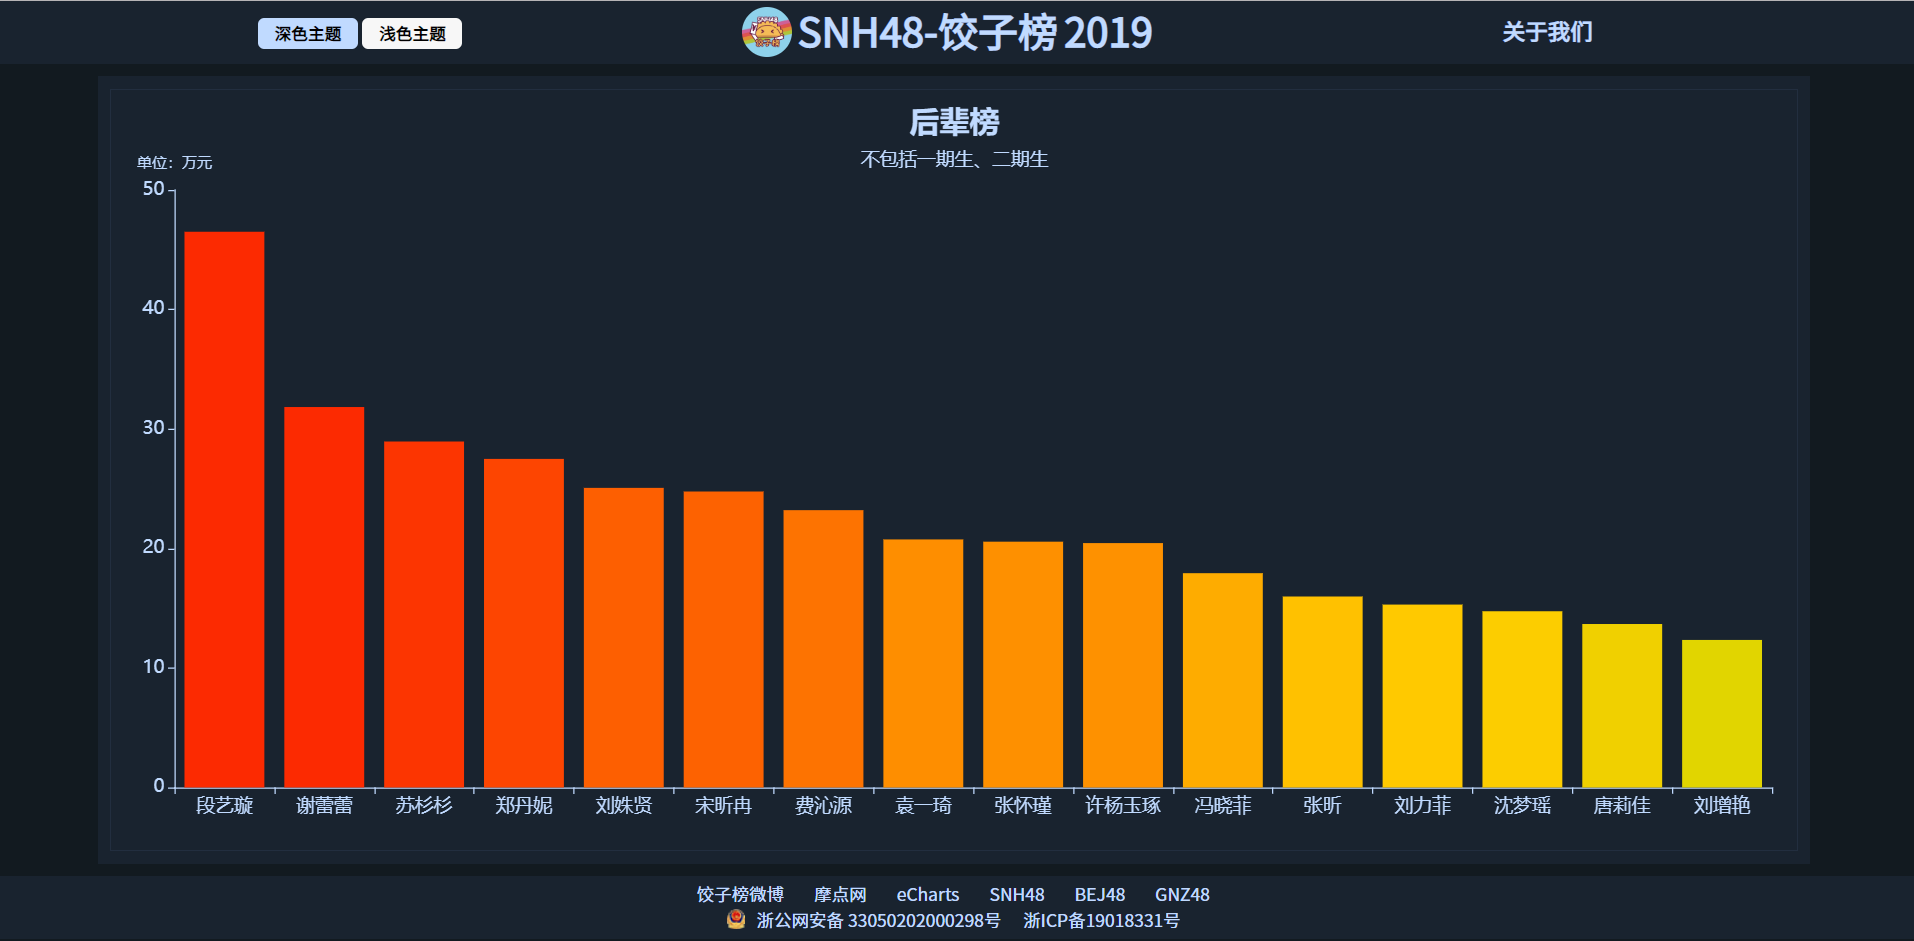 深色主题 浅色主题 SNH48-饺子榜 2019 关于我们
后辈榜
不包括一期生、二期生
单位：万元
50
40
30
20
10
0
段艺璇 谢蕾蕾 苏杉杉 郑丹妮 刘姝贤 宋昕冉 费沁源 袁一琦 张怀瑾 许杨玉琢 冯晓菲 张昕 刘力菲 沈梦瑶 唐莉佳 刘增艳
饺子榜微博 摩点网 eCharts SNH48 BEJ48 GNZ48
浙公网安备 33050202000298号 浙ICP备19018331号